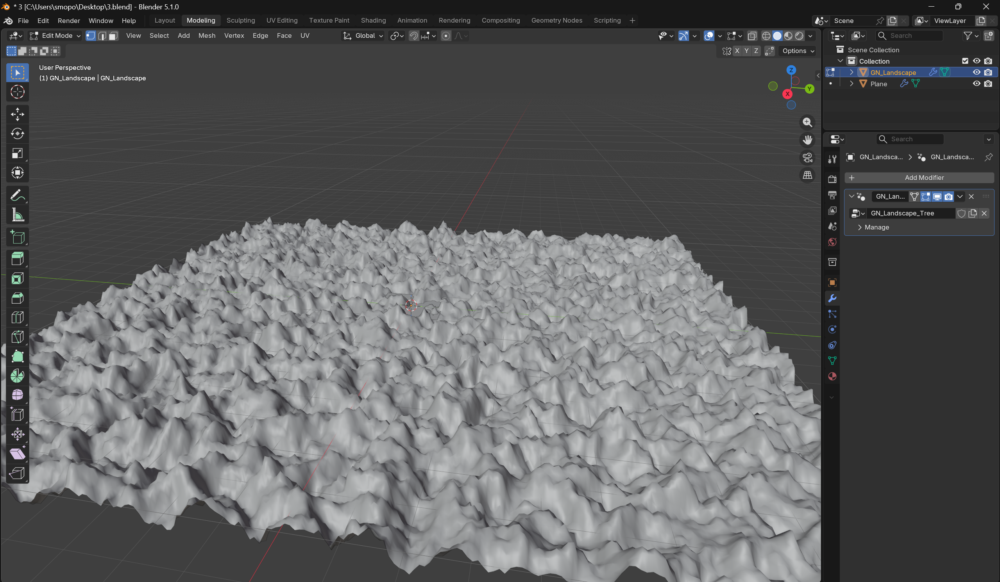 * 3 [C:\Users\smopo\Desktop\3.blend] - Blender 5.1.0
File Edit Render Window Help Layout Modeling Sculpting UV Editing Texture Paint Shading Animation Rendering Compositing Geometry Nodes Scripting + Scene ViewLayer
Edit Mode View Select Add Mesh Vertex Edge Face UV Global Search
X Y Z Options
Scene Collection
Collection
GN_Landscape
Plane
User Perspective
(1) GN_Landscape | GN_Landscape
Z
Y
X
Search
GN_Landsca... GN_Landsca...
+ Add Modifier
GN_Lan...
GN_Landscape_Tree
Manage